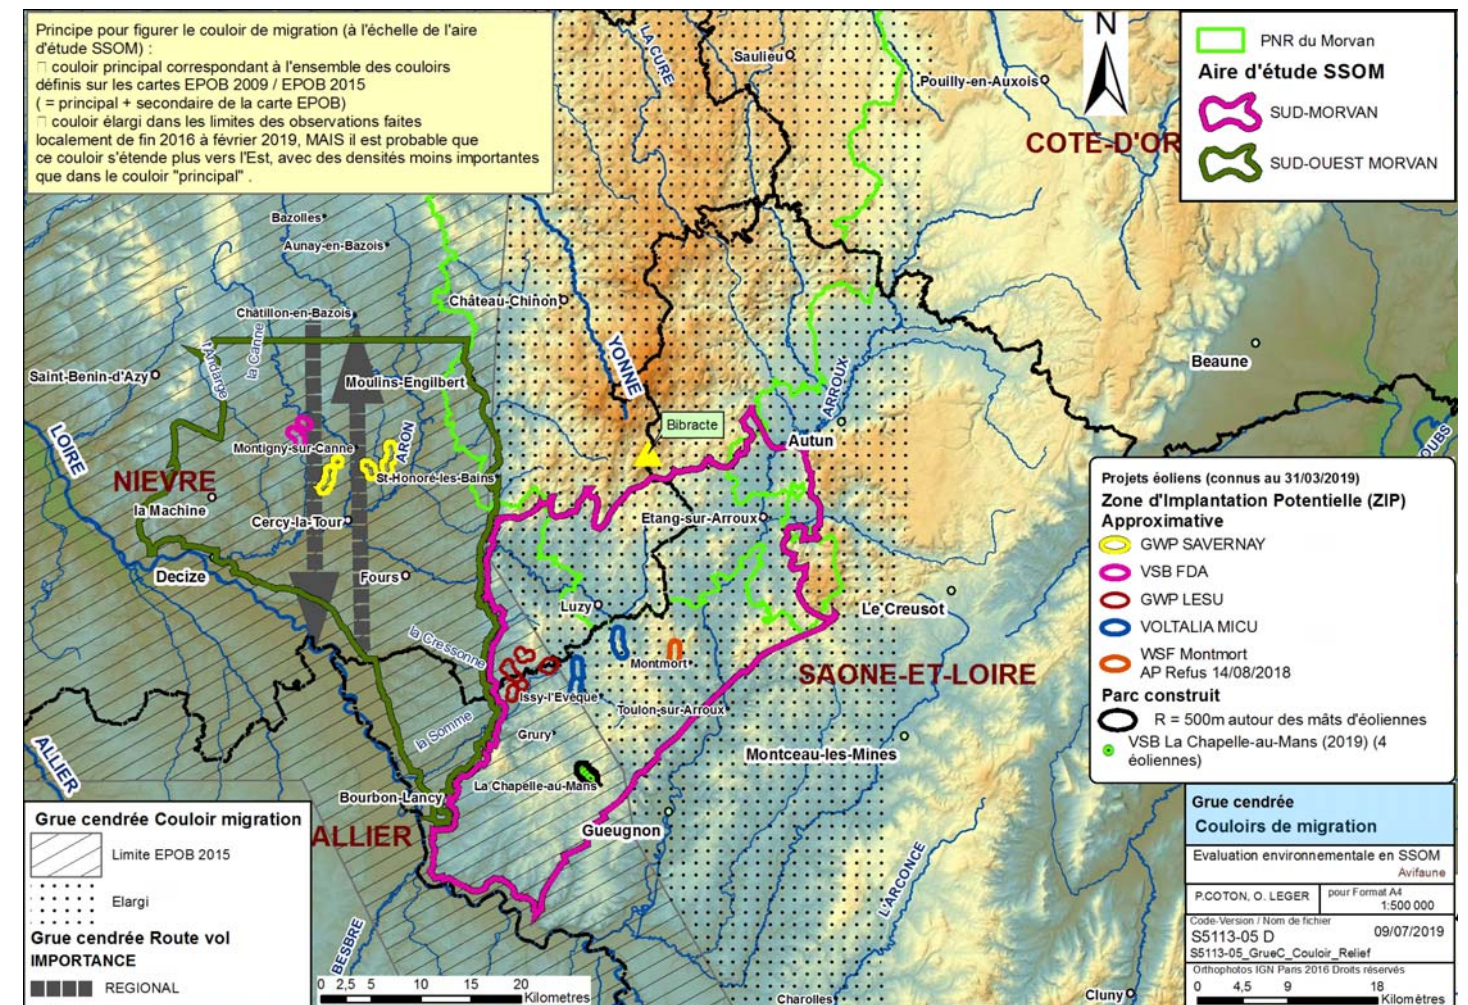 Principe pour figurer le couloir de migration (à l'échelle de l'aire
d'étude SSOM) :
couloir principal correspondant à l'ensemble des couloirs
définis sur les cartes EPOB 2009 / EPOB 2015
( = principal + secondaire de la carte EPOB)
couloir élargi dans les limites des observations faites
localement de fin 2016 à février 2019, MAIS il est probable que
ce couloir s'étende plus vers l'Est, avec des densités moins importantes
que dans le couloir "principal" .
N
PNR du Morvan
Aire d'étude SSOM
SUD-MORVAN
SUD-OUEST MORVAN
LA CURE
Saulieu
Pouilly-en-Auxois
COTE-D'OR
Bazolles
Aunay-en-Bazois
Château-Chinon
Châtillon-en-Bazois
la Canne
l'Andarge
YONNE
Saint-Benin-d'Azy
Moulins-Engilbert
ARROUX
Beaune
Bibracte
Autun
LOIRE
Montigny-sur-Canne
ARON
DOUBS
NIEVRE
St-Honoré-les-Bains
la Machine
Cercy-la-Tour
Etang-sur-Arroux
Decize
Fours
Luzy
Le Creusot
la Cressonne
Montmort
SAONE-ET-LOIRE
Issy-l'Evêque
Toulon-sur-Arroux
la Somme
Grury
Montceau-les-Mines
ALLIER
La Chapelle-au-Mans
Bourbon-Lancy
ALLIER
Gueugnon
L'ARCONCE
BESBRE
Charolles
Cluny
Projets éoliens (connus au 31/03/2019)
Zone d'Implantation Potentielle (ZIP)
Approximative
GWP SAVERNAY
VSB FDA
GWP LESU
VOLTALIA MICU
WSF Montmort
AP Refus 14/08/2018
Parc construit
R = 500m autour des mâts d'éoliennes
VSB La Chapelle-au-Mans (2019) (4
éoliennes)
Grue cendrée Couloir migration
Limite EPOB 2015
Elargi
Grue cendrée Route vol
IMPORTANCE
REGIONAL
0 2,5 5 10 15 20
Kilometres
Grue cendrée
Couloirs de migration
Evaluation environnementale en SSOM
Avifaune
P.COTON, O. LEGER
pour Format A4
1:500 000
Code-Version / Nom de fichier
S5113-05 D
09/07/2019
S5113-05_GrueC_Couloir_Relief
Orthophotos IGN Paris 2016 Droits réservés
0 4,5 9 18
Kilomètres